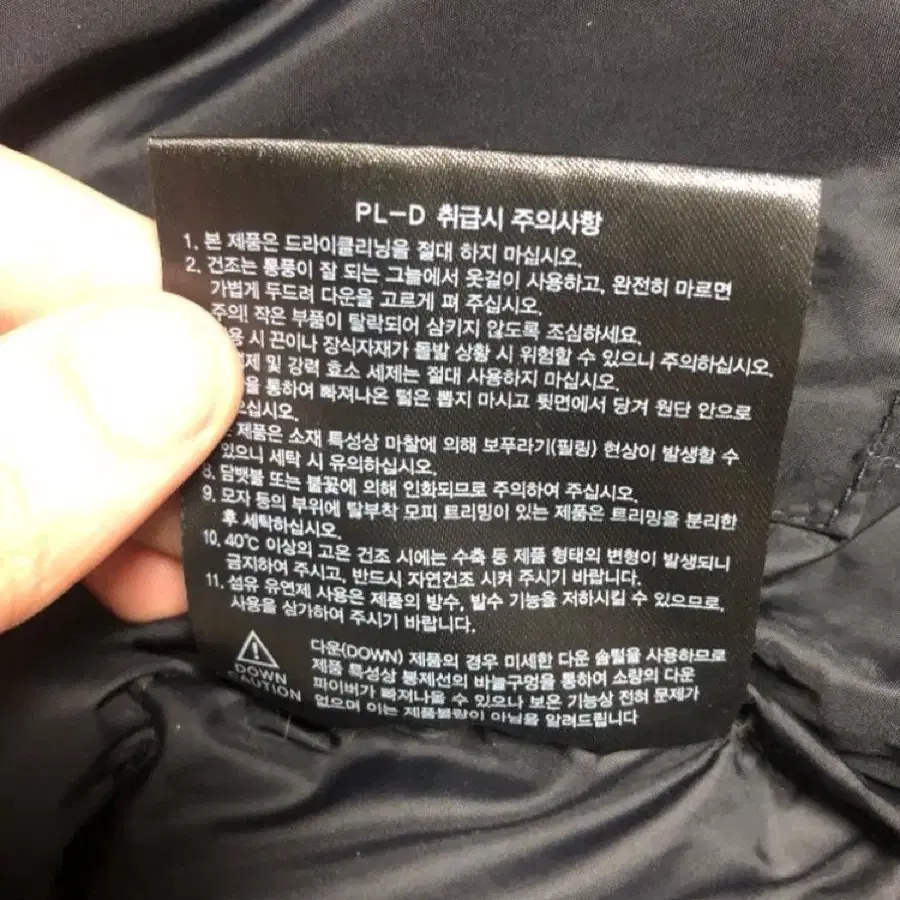 PL-D 취급시 주의사항
1. 본 제품은 드라이클리닝을 절대 하지 마십시오.
2. 건조는 통풍이 잘 되는 그늘에서 옷걸이 사용하고, 완전히 마르면
가볍게 두드려 다운을 고르게 펴 주십시오.
주의! 작은 부품이 탈락되어 삼키지 않도록 조심하세요.
시 끈이나 장식자재가 돌발 상황 시 위험할 수 있으니 주의하십시오.
및 강력 효소 세제는 절대 사용하지 마십시오.
통하여 빠져나온 털은 뽑지 마시고 뒷면에서 당겨 원단 안으로
제품은 소재 특성상 마찰에 의해 보푸라기(필링) 현상이 발생할 수
있으니 세탁 시 유의하십시오.
8. 담뱃불 또는 불꽃에 의해 인화되므로 주의하여 주십시오.
9. 모자 등의 부위에 탈부착 모피 트리밍이 있는 제품은 트리밍을 분리한
후 세탁하십시오.
10. 40℃ 이상의 고온 건조 시에는 수축 등 제품 형태의 변형이 발생되니
금지하여 주시고, 반드시 자연건조 시켜 주시기 바랍니다.
11. 섬유 유연제 사용은 제품의 방수, 발수 기능을 저하시킬 수 있으므로,
사용을 삼가하여 주시기 바랍니다.
DOWN
CAUTION
다운(DOWN) 제품의 경우 미세한 다운 솜털을 사용하므로
제품 특성상 봉제선의 바늘구멍을 통하여 소량의 다운
파이버가 빠져나올 수 있으나 보온 기능상 전혀 문제가
없으며 이는 제품불량이 아님을 알려드립니다